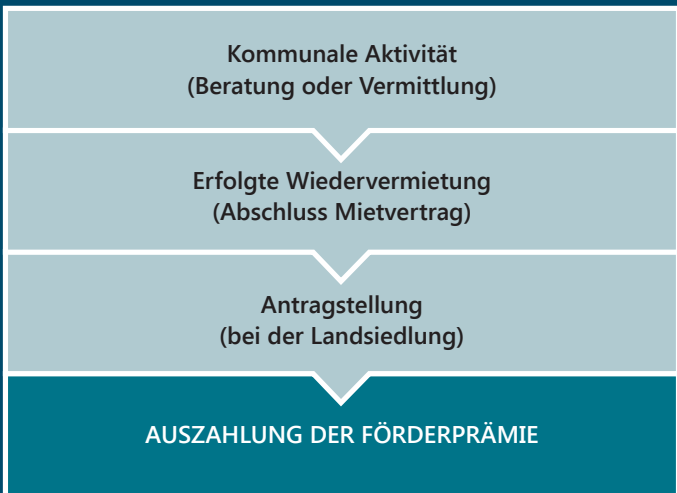 Kommunale Aktivität
(Beratung oder Vermittlung)
Erfolgte Wiedervermietung
(Abschluss Mietvertrag)
Antragstellung
(bei der Landsiedlung)
AUSZAHLUNG DER FÖRDERPRÄMIE